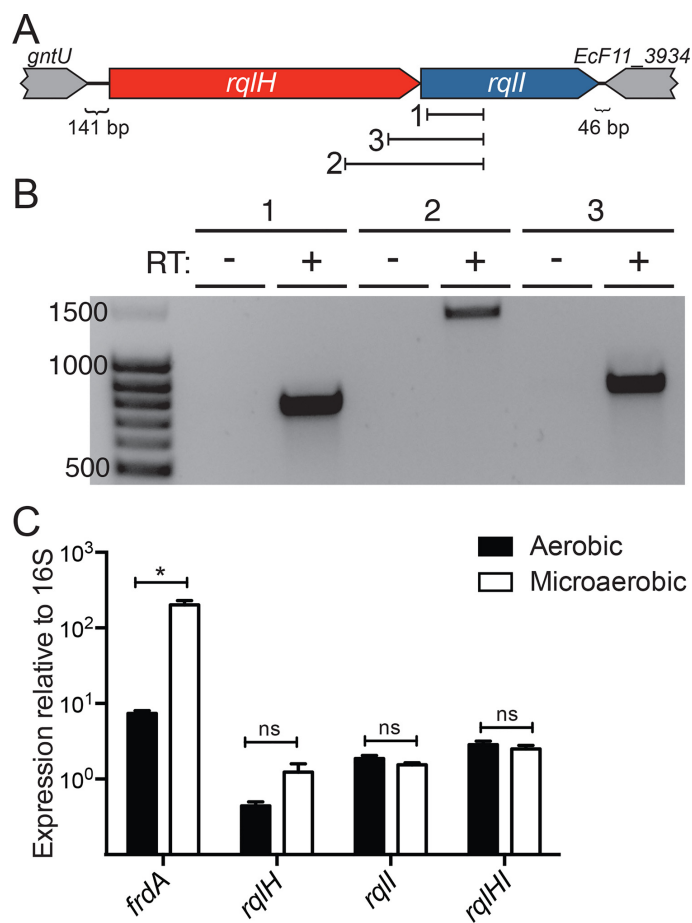 A
gntU
EcF11_3934
rqlH
rqlI
141 bp
1
46 bp
3
2
B
1 2 3
RT: - + - + - +
1500
1000
500
C
Expression relative to 16S
10³
10²
10¹
10⁰
*
ns
ns
ns
Aerobic
Microaerobic
frdA
rqlH
rqlI
rqlHI